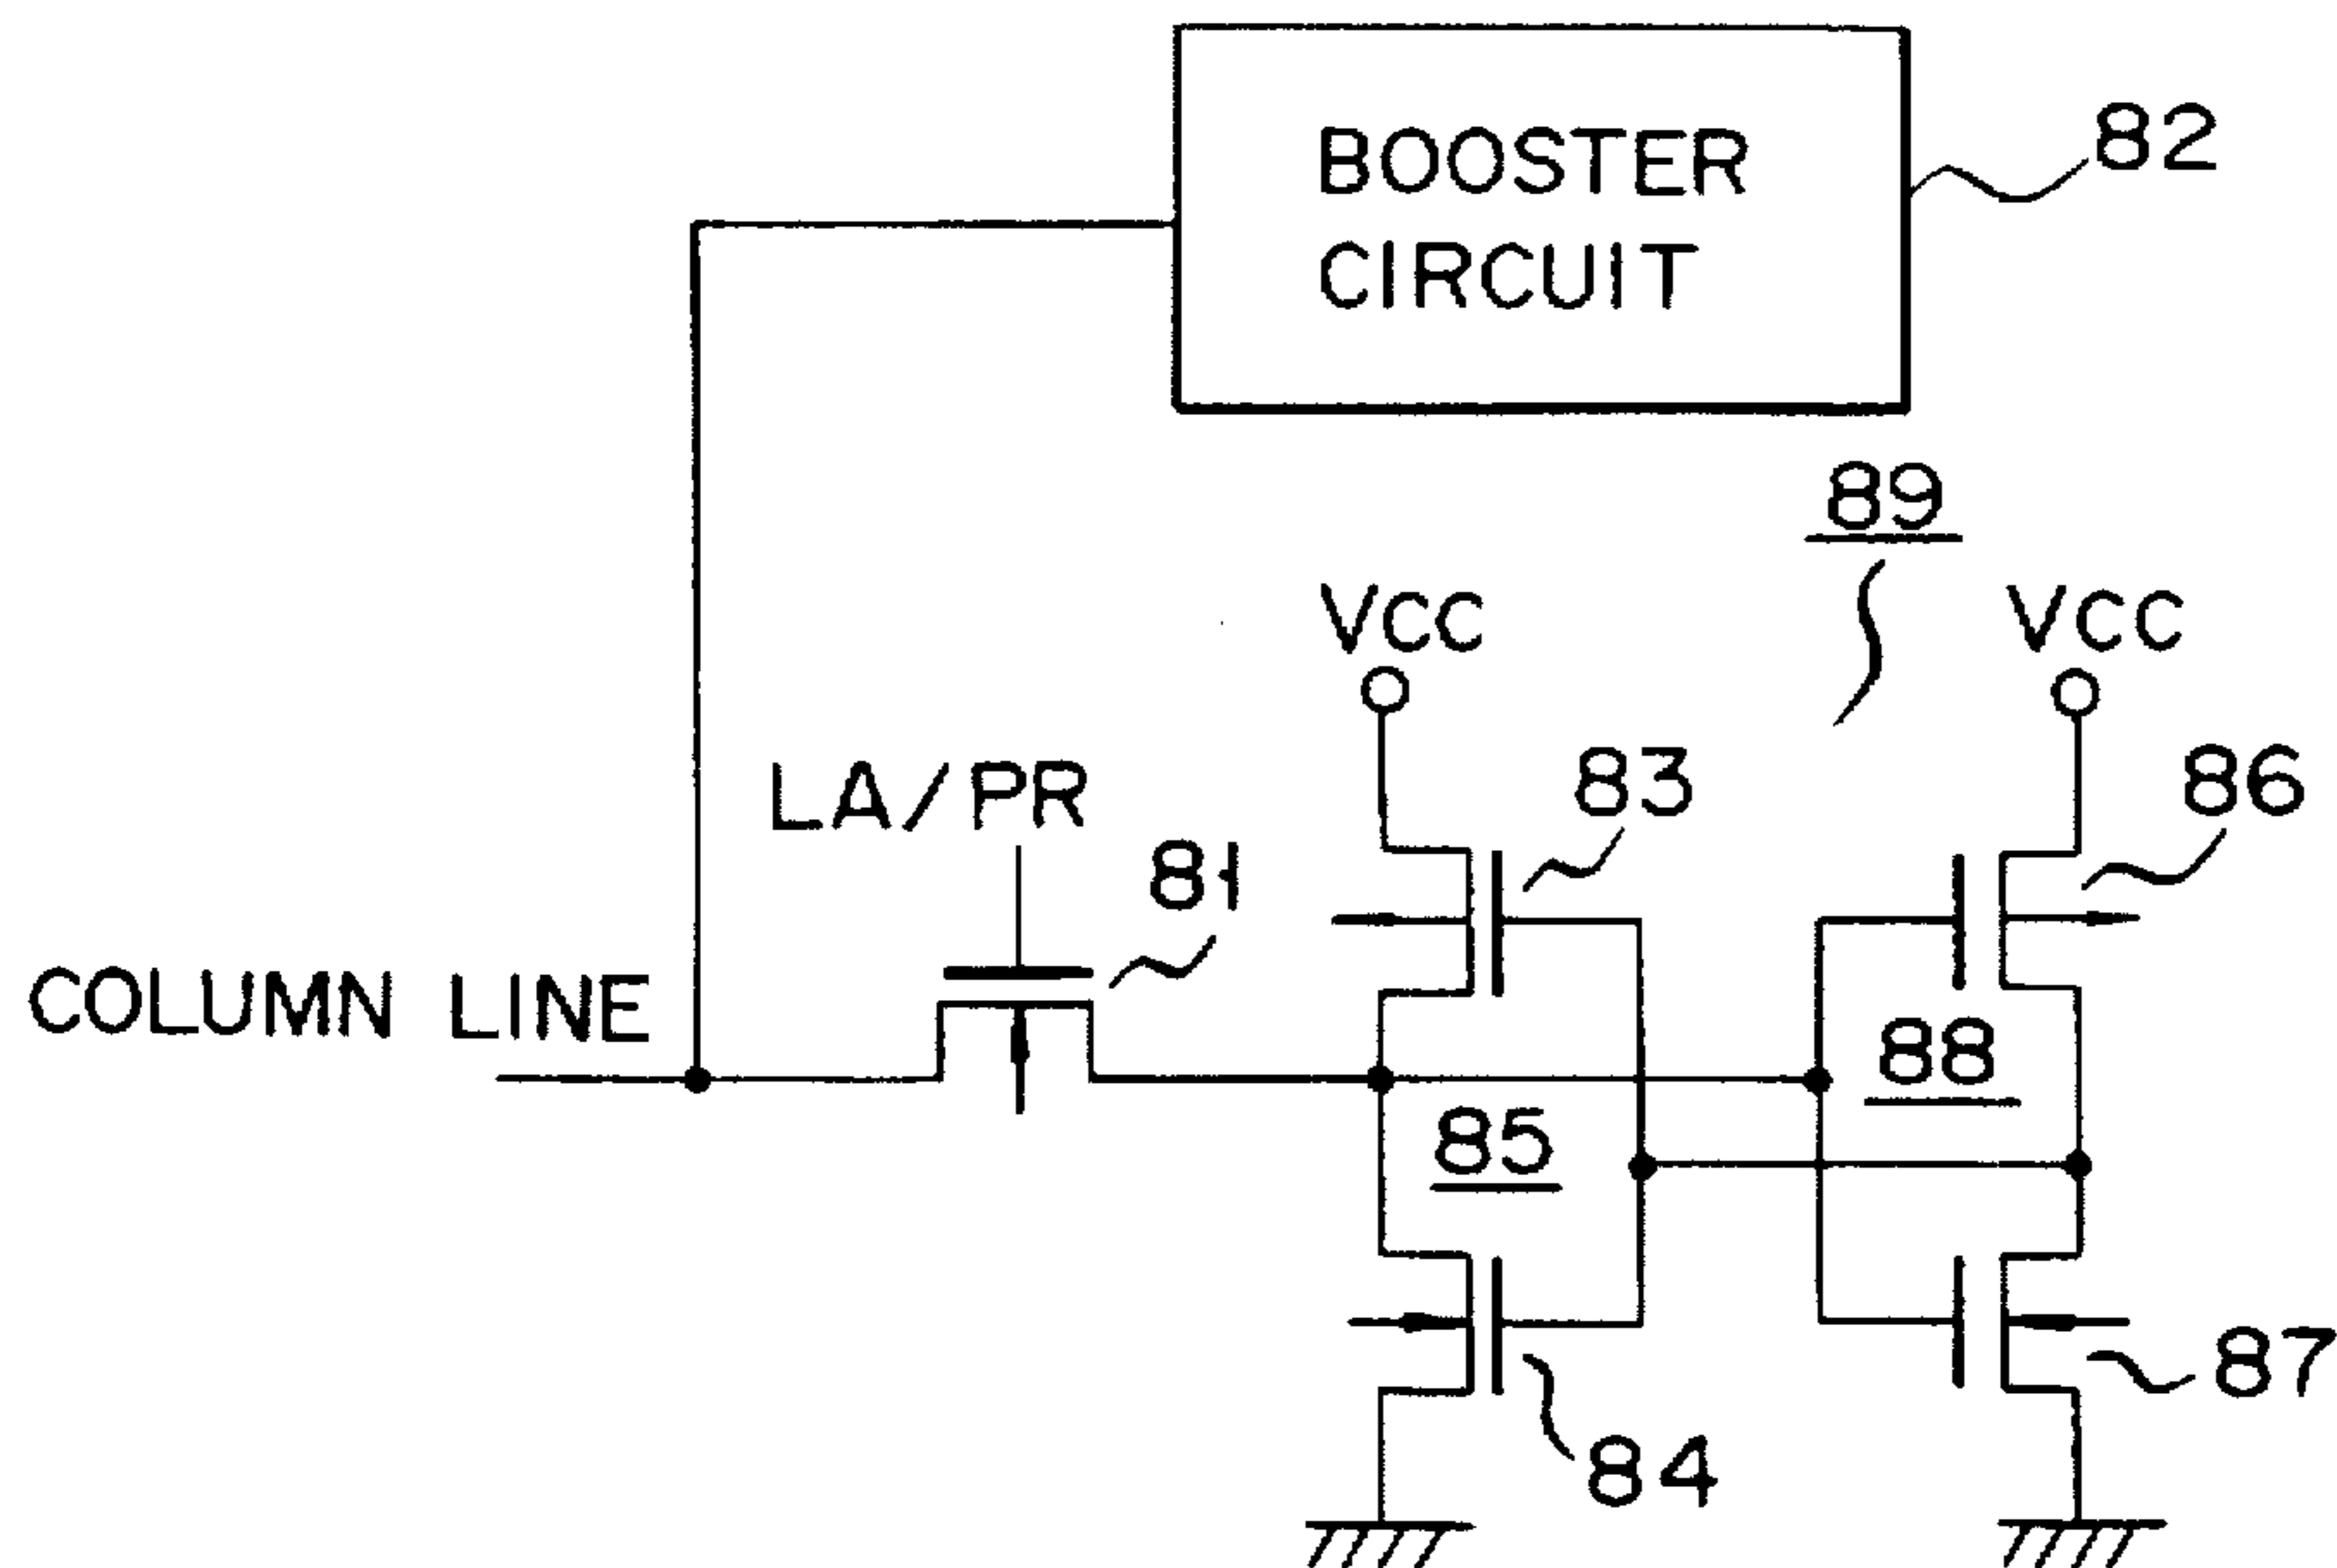 BOOSTER
CIRCUIT
82
89
VCC
VCC
LA/PR
81
83
86
COLUMN LINE
88
85
87
84